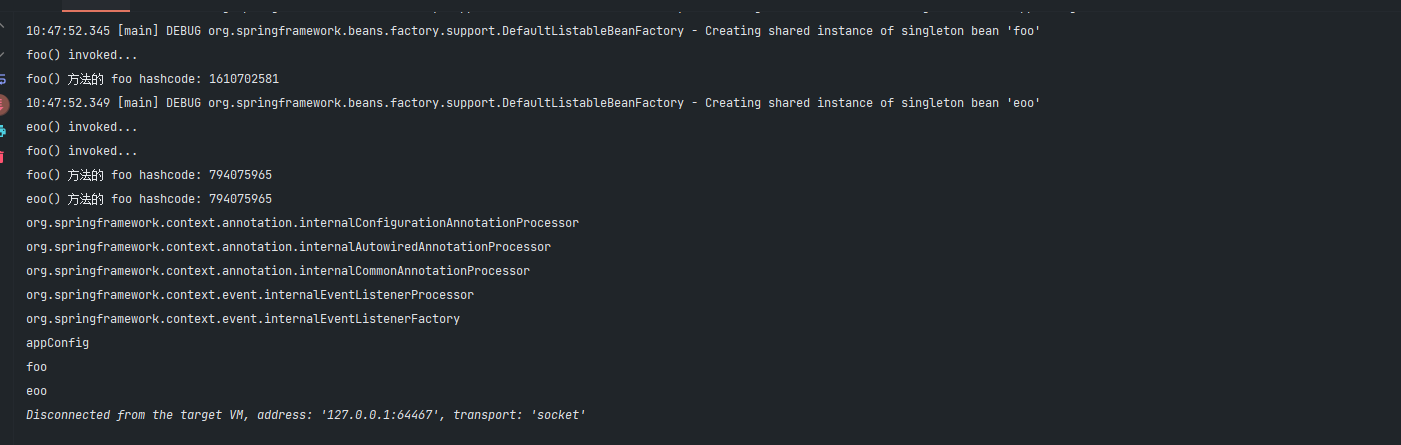 10:47:52.345 [main] DEBUG org.springframework.beans.factory.support.DefaultListableBeanFactory - Creating shared instance of singleton bean 'foo'
foo() invoked...
foo() 方法的 foo hashcode: 1610702581
10:47:52.349 [main] DEBUG org.springframework.beans.factory.support.DefaultListableBeanFactory - Creating shared instance of singleton bean 'eoo'
eoo() invoked...
foo() invoked...
foo() 方法的 foo hashcode: 794075965
eoo() 方法的 foo hashcode: 794075965
org.springframework.context.annotation.internalConfigurationAnnotationProcessor
org.springframework.context.annotation.internalAutowiredAnnotationProcessor
org.springframework.context.annotation.internalCommonAnnotationProcessor
org.springframework.context.event.internalEventListenerProcessor
org.springframework.context.event.internalEventListenerFactory
appConfig
foo
eoo
Disconnected from the target VM, address: '127.0.0.1:64467', transport: 'socket'